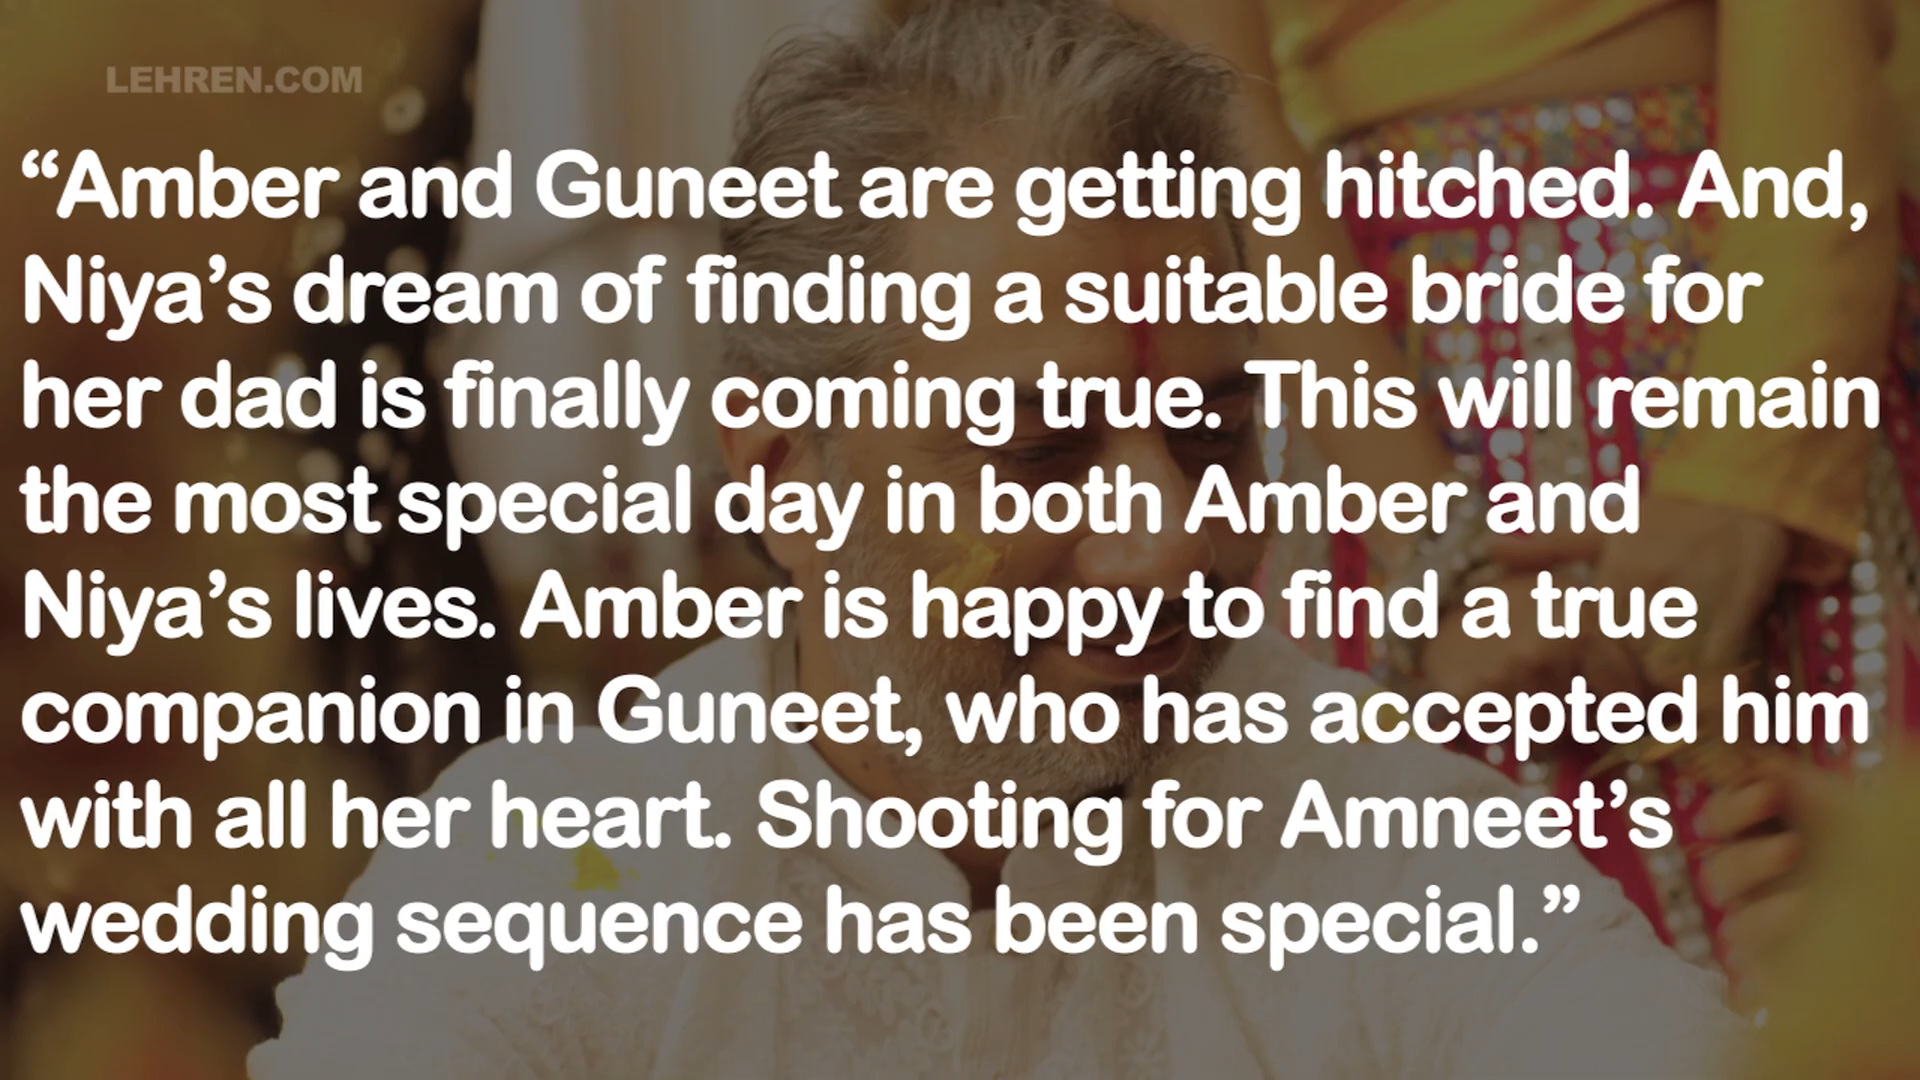 LEHREN.COM
“Amber and Guneet are getting hitched. And,
Niya’s dream of finding a suitable bride for
her dad is finally coming true. This will remain
the most special day in both Amber and
Niya’s lives. Amber is happy to find a true
companion in Guneet, who has accepted him
with all her heart. Shooting for Amneet’s
wedding sequence has been special.”